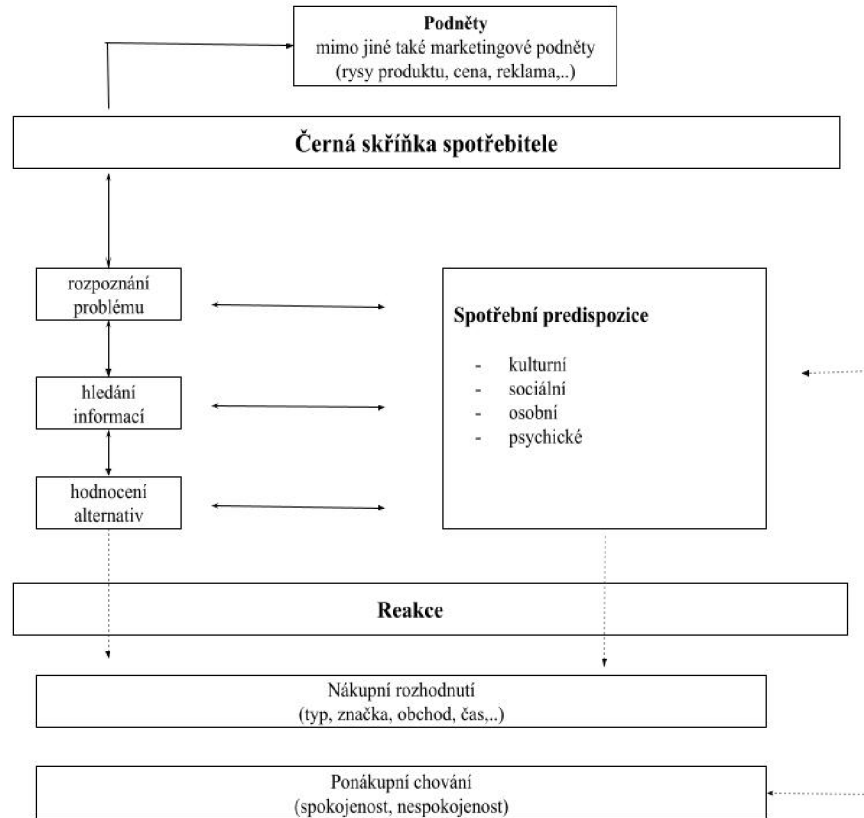 Podněty
mimo jiné také marketingové podněty
(rysy produktu, cena, reklama,..)
Černá skříňka spotřebitele
rozpoznání
problému
hledání
informací
hodnocení
alternativ
Spotřební predispozice
- kulturní
- sociální
- osobní
- psychické
Reakce
Nákupní rozhodnutí
(typ, značka, obchod, čas,..)
Ponákupní chování
(spokojenost, nespokojenost)